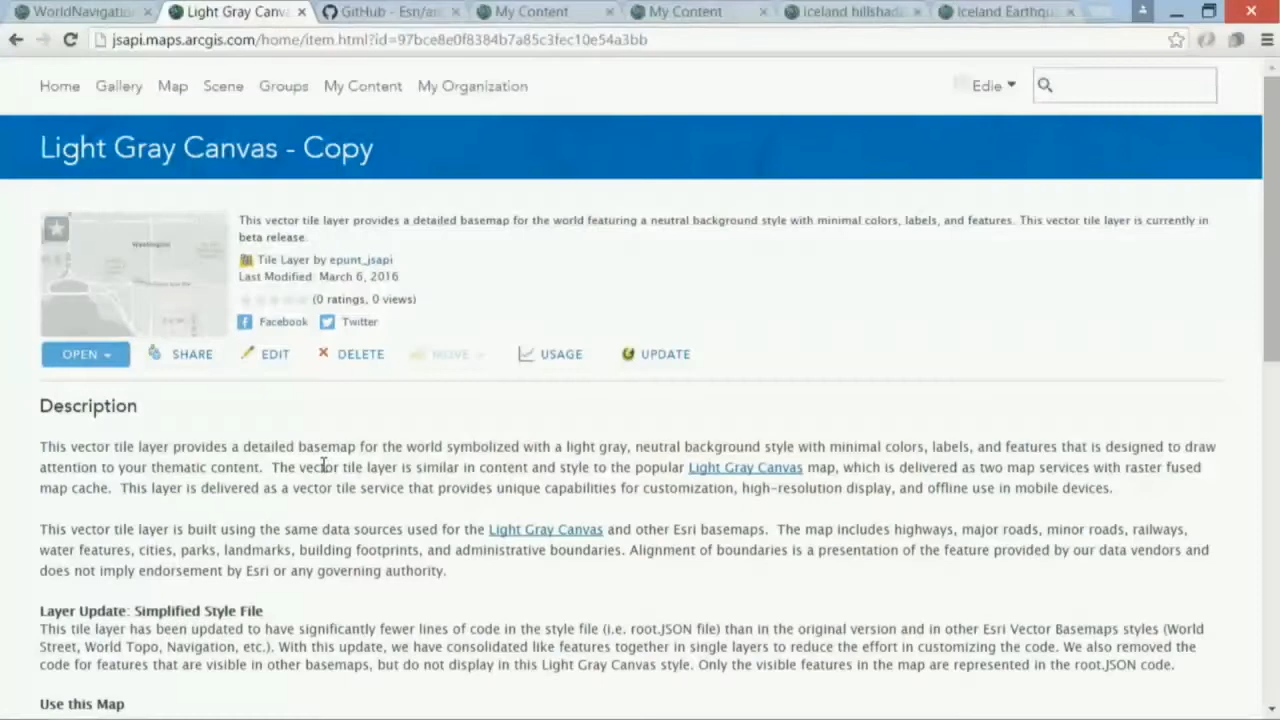 WorldNavigatio
Light Gray Canva
GitHub - Esri/a
My Content
My Content
Iceland hillshad
Iceland Earthqu
jsapi.maps.arcgis.com/home/item.html?id=97bce8e0f8384b7a85c3fec10e54a3bb
Home Gallery Map Scene Groups My Content My Organization
Edie
Light Gray Canvas - Copy
This vector tile layer provides a detailed basemap for the world featuring a neutral background style with minimal colors, labels, and features. This vector tile layer is currently in
beta release.
Tile Layer by epunt_jsapi
Last Modified: March 6, 2016
(0 ratings, 0 views)
Facebook Twitter
Washington
OPEN SHARE EDIT DELETE MOVE USAGE UPDATE
Description
This vector tile layer provides a detailed basemap for the world symbolized with a light gray, neutral background style with minimal colors, labels, and features that is designed to draw
attention to your thematic content. The vector tile layer is similar in content and style to the popular Light Gray Canvas map, which is delivered as two map services with raster fused
map cache. This layer is delivered as a vector tile service that provides unique capabilities for customization, high-resolution display, and offline use in mobile devices.
This vector tile layer is built using the same data sources used for the Light Gray Canvas and other Esri basemaps. The map includes highways, major roads, minor roads, railways,
water features, cities, parks, landmarks, building footprints, and administrative boundaries. Alignment of boundaries is a presentation of the feature provided by our data vendors and
does not imply endorsement by Esri or any governing authority.
Layer Update: Simplified Style File
This tile layer has been updated to have significantly fewer lines of code in the style file (i.e. root.JSON file) than in the original version and in other Esri Vector Basemaps styles (World
Street, World Topo, Navigation, etc.). With this update, we have consolidated like features together in single layers to reduce the effort in customizing the code. We also removed the
code for features that are visible in other basemaps, but do not display in this Light Gray Canvas style. Only the visible features in the map are represented in the root.JSON code.
Use this Map